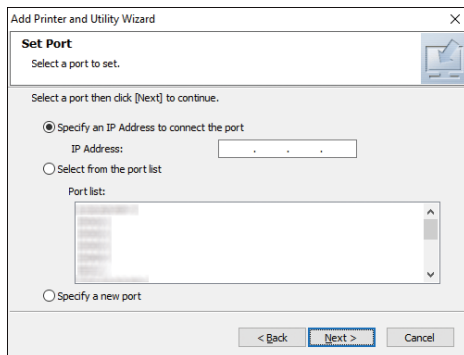 Add Printer and Utility Wizard
Set Port
Select a port to set.
Select a port then click [Next] to continue.
Specify an IP Address to connect the port
IP Address: . . .
Select from the port list
Port list:
Specify a new port
< Back Next > Cancel